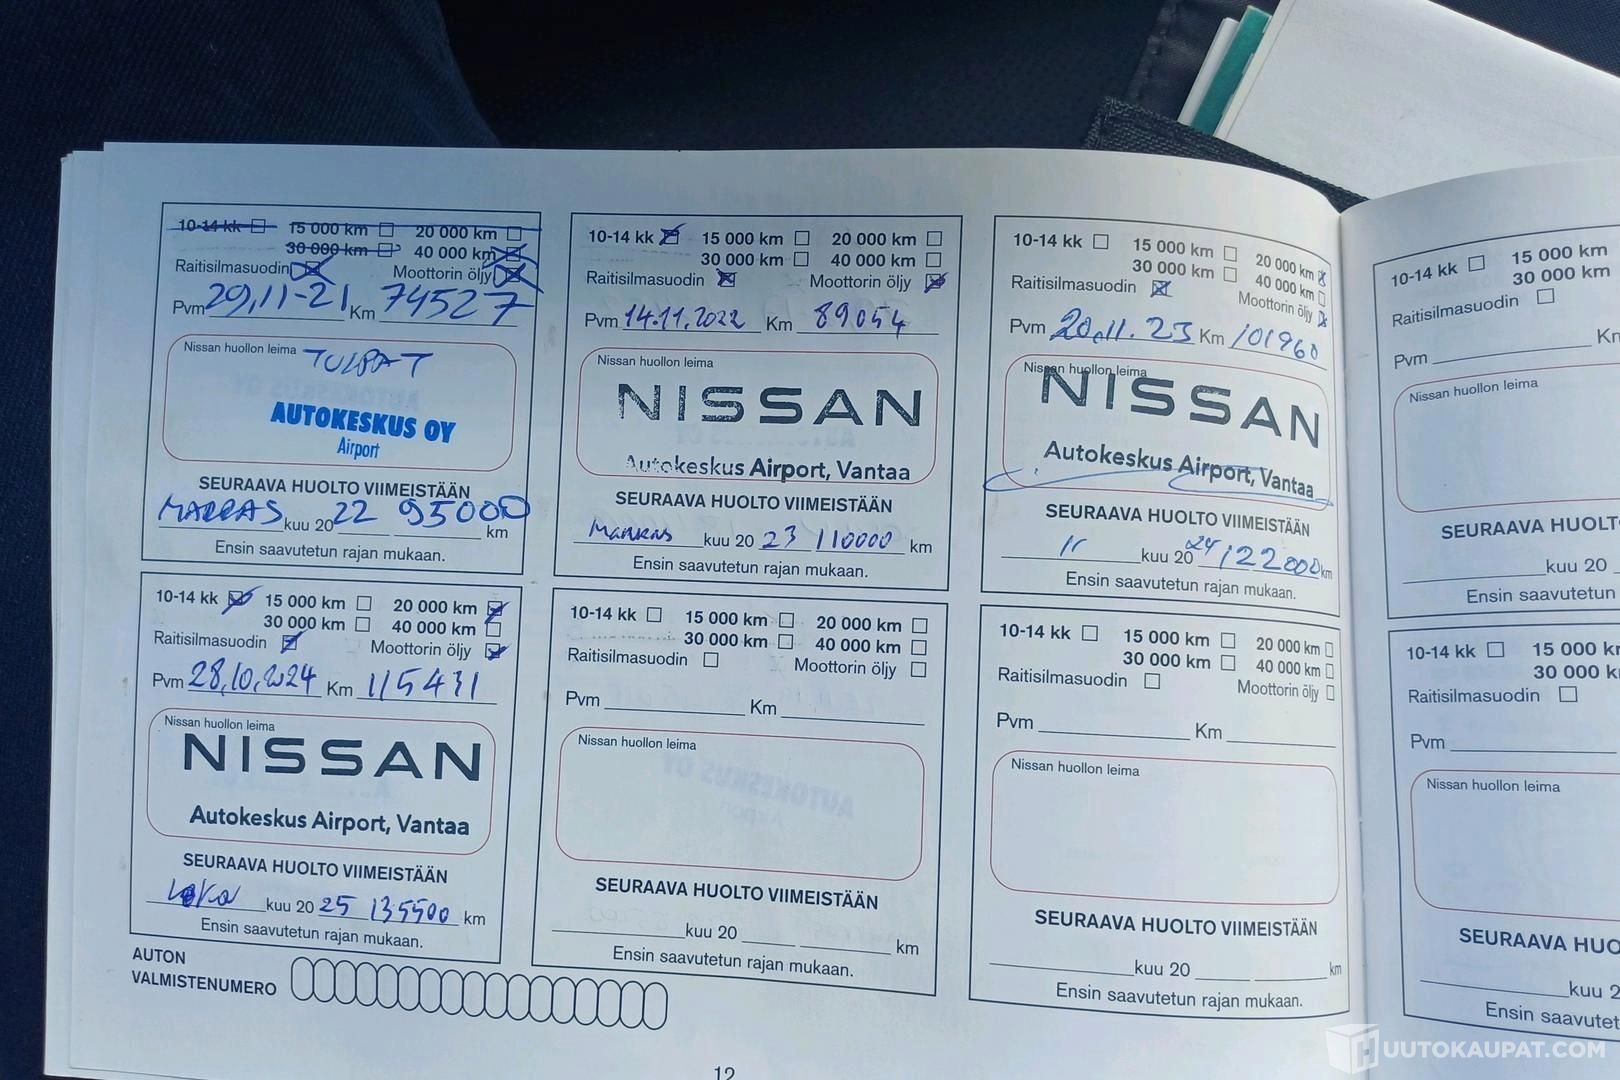 10-14 kk 15 000 km 20 000 km
30 000 km 40 000 km
Raitisilmasuodin Moottorin öljy
Pvm 29,11-21 Km 74527
Nissan huollon leima TULPAT
AUTOKESKUS OY
Airport
SEURAAVA HUOLTO VIIMEISTÄÄN
MARRAS kuu 20 22 95000 km
Ensin saavutetun rajan mukaan.
10-14 kk 15 000 km 20 000 km
30 000 km 40 000 km
Raitisilmasuodin Moottorin öljy
Pvm 14.11.2022 Km 89054
Nissan huollon leima
NISSAN
Autokeskus Airport, Vantaa
SEURAAVA HUOLTO VIIMEISTÄÄN
Marras kuu 20 23 110000 km
Ensin saavutetun rajan mukaan.
10-14 kk 15 000 km 20 000 km
30 000 km 40 000 km
Raitisilmasuodin Moottorin öljy
Pvm 20.11.23 Km 101960
Nissan huollon leima
NISSAN
Autokeskus Airport, Vantaa
SEURAAVA HUOLTO VIIMEISTÄÄN
11 kuu 20 24 122000 km
Ensin saavutetun rajan mukaan.
10-14 kk 15 000 km 20 000 km
30 000 km 40 000 km
Raitisilmasuodin Moottorin öljy
Pvm 28.10.2024 Km 115431
Nissan huollon leima
NISSAN
Autokeskus Airport, Vantaa
SEURAAVA HUOLTO VIIMEISTÄÄN
Loka kuu 20 25 135500 km
Ensin saavutetun rajan mukaan.
10-14 kk 15 000 km 20 000 km
30 000 km 40 000 km
Raitisilmasuodin Moottorin öljy
Pvm Km
Nissan huollon leima
SEURAAVA HUOLTO VIIMEISTÄÄN
kuu 20 km
Ensin saavutetun rajan mukaan.
10-14 kk 15 000 km 20 000 km
30 000 km 40 000 km
Raitisilmasuodin Moottorin öljy
Pvm Km
Nissan huollon leima
SEURAAVA HUOLTO VIIMEISTÄÄN
kuu 20 km
Ensin saavutetun rajan mukaan.
AUTON
VALMISTENUMERO
12
10-14 kk 15 000 km
30 000 km
Raitisilmasuodin
Pvm Km
Nissan huollon leima
SEURAAVA HUOLT
kuu 20
Ensin saavutetun
10-14 kk 15 000 km
30 000 k
Raitisilmasuodin
Pvm
Nissan huollon leima
SEURAAVA HUO
kuu 2
Ensin saavutet
HUUTOKAUPAT.COM